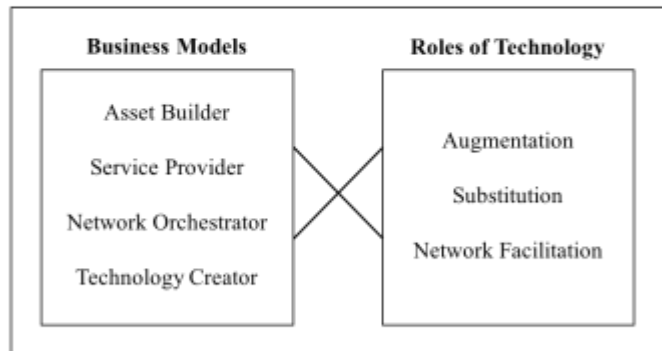 Business Models
Asset Builder
Service Provider
Network Orchestrator
Technology Creator
Roles of Technology
Augmentation
Substitution
Network Facilitation